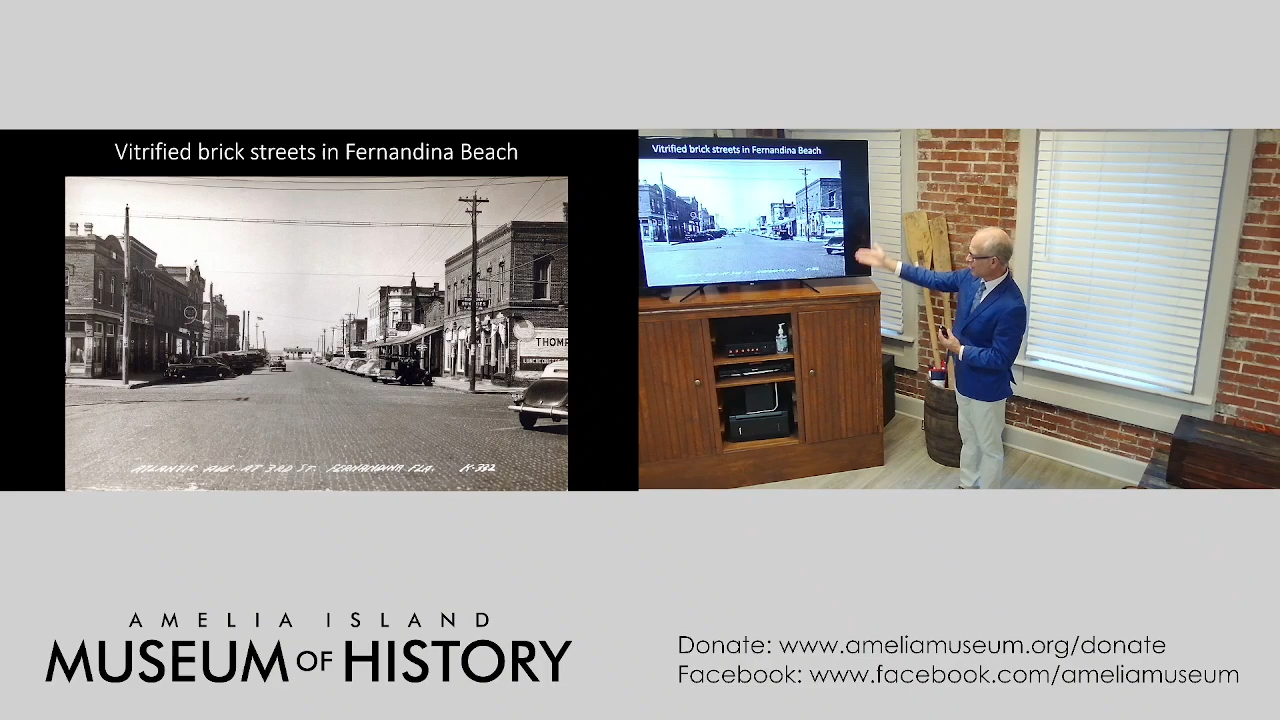 Vitrified brick streets in Fernandina Beach
THOMP
LUNCHEONETTE
ATLANTIC AVE. AT 3RD ST. FERNANDINA FLA. K-382
Vitrified brick streets in Fernandina Beach
AMELIA ISLAND
MUSEUM OF HISTORY
Donate: www.ameliamuseum.org/donate
Facebook: www.facebook.com/ameliamuseum